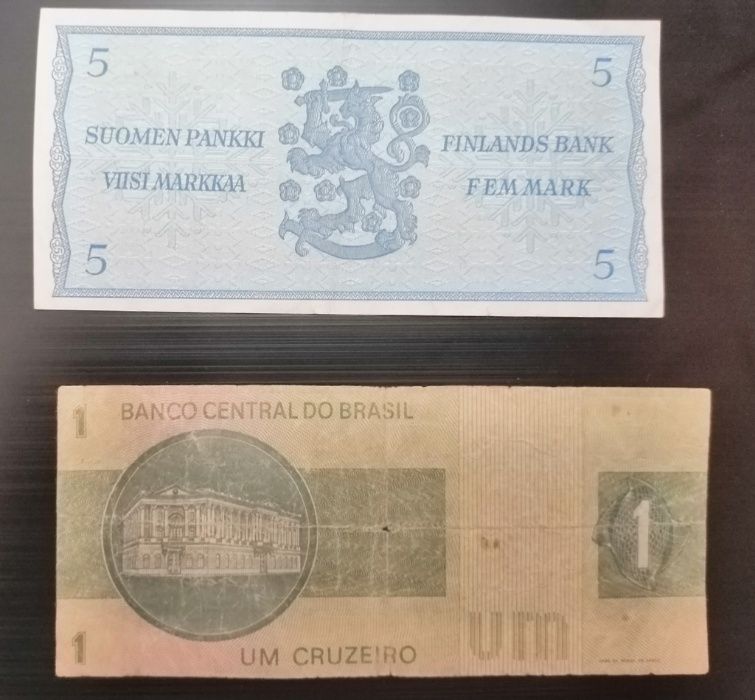 5 5
SUOMEN PANKKI FINLANDS BANK
VIISI MARKKAA FEM MARK
5 5
1 BANCO CENTRAL DO BRASIL
1
1 UM CRUZEIRO
um